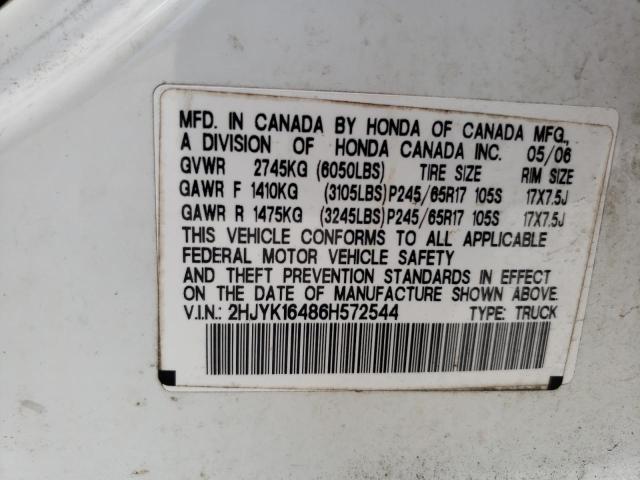 MFD. IN CANADA BY HONDA OF CANADA MFG.,
A DIVISION OF HONDA CANADA INC. 05/06
GVWR 2745KG (6050LBS) TIRE SIZE RIM SIZE
GAWR F 1410KG (3105LBS) P245/65R17 105S 17X7.5J
GAWR R 1475KG (3245LBS) P245/65R17 105S 17X7.5J
THIS VEHICLE CONFORMS TO ALL APPLICABLE
FEDERAL MOTOR VEHICLE SAFETY
AND THEFT PREVENTION STANDARDS IN EFFECT
ON THE DATE OF MANUFACTURE SHOWN ABOVE.
V.I.N.: 2HJYK16486H572544 TYPE: TRUCK